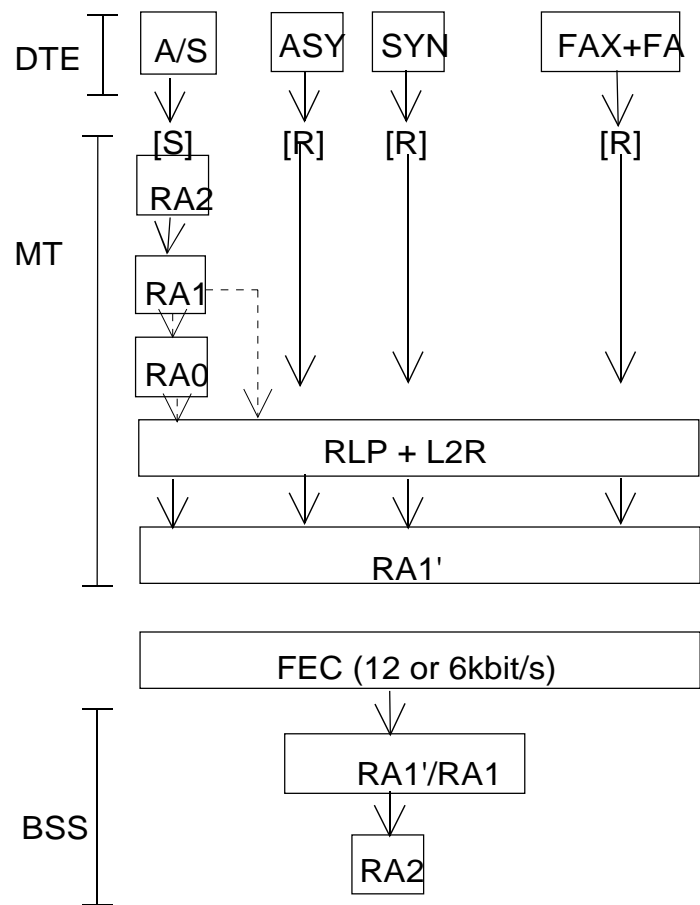 DTE A/S ASY SYN FAX+FA
[S] [R] [R] [R]
RA2
MT
RA1
RA0
RLP + L2R
RA1'
FEC (12 or 6kbit/s)
RA1'/RA1
BSS
RA2